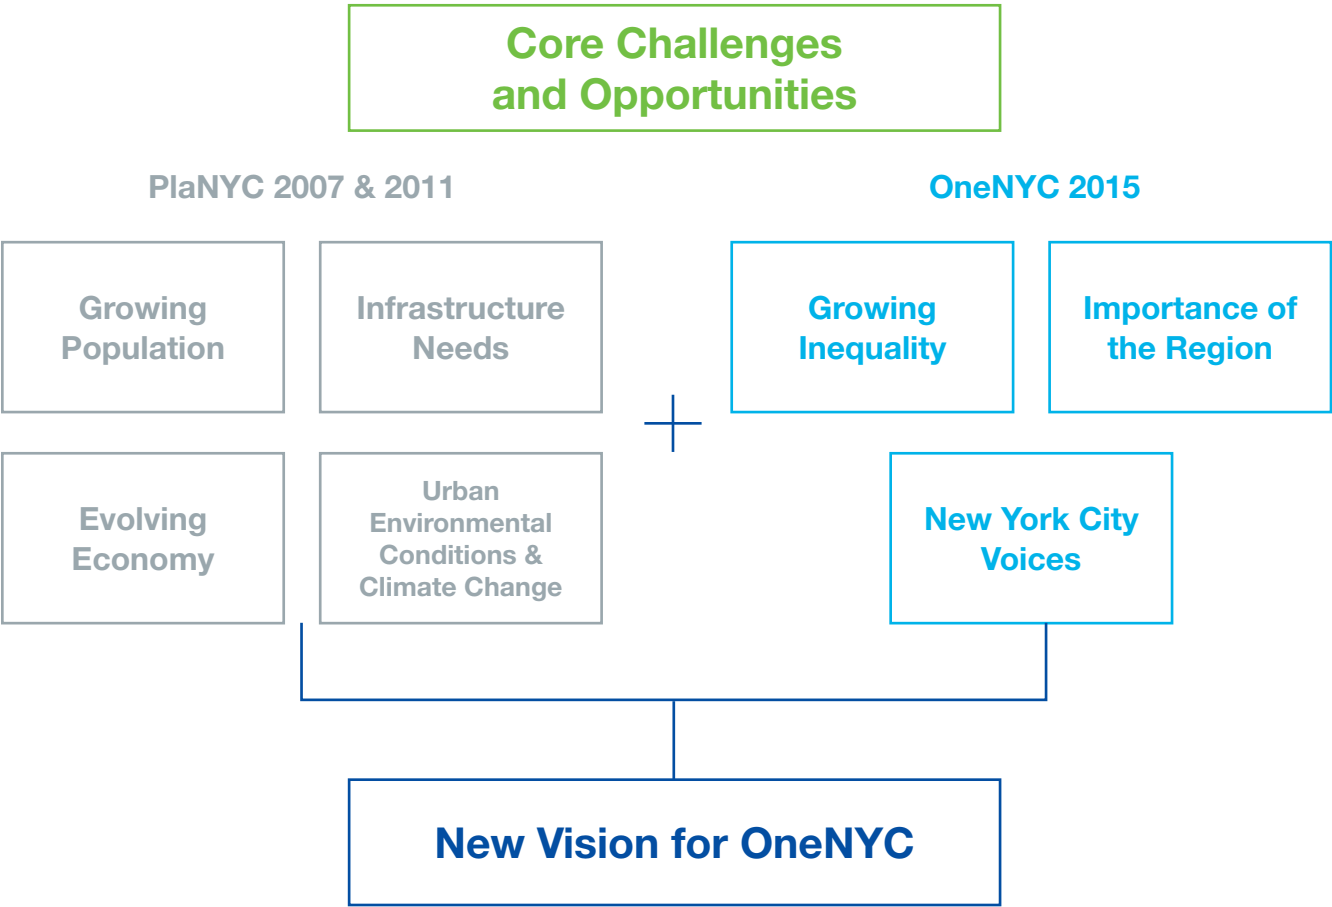 Core Challenges
and Opportunities
PlaNYC 2007 & 2011
Growing
Population
Infrastructure
Needs
Evolving
Economy
Urban
Environmental
Conditions &
Climate Change
OneNYC 2015
Growing
Inequality
Importance of
the Region
New York City
Voices
New Vision for OneNYC